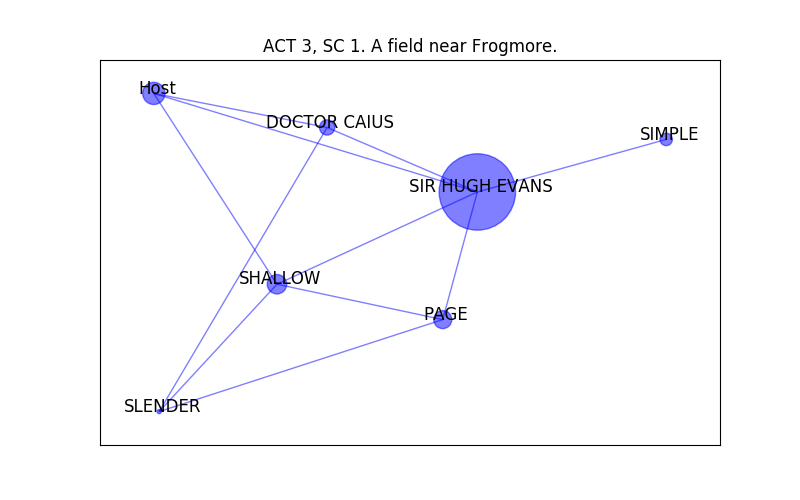 ACT 3, SC 1. A field near Frogmore.
Host
DOCTOR CAIUS
SIMPLE
SIR HUGH EVANS
SHALLOW
PAGE
SLENDER